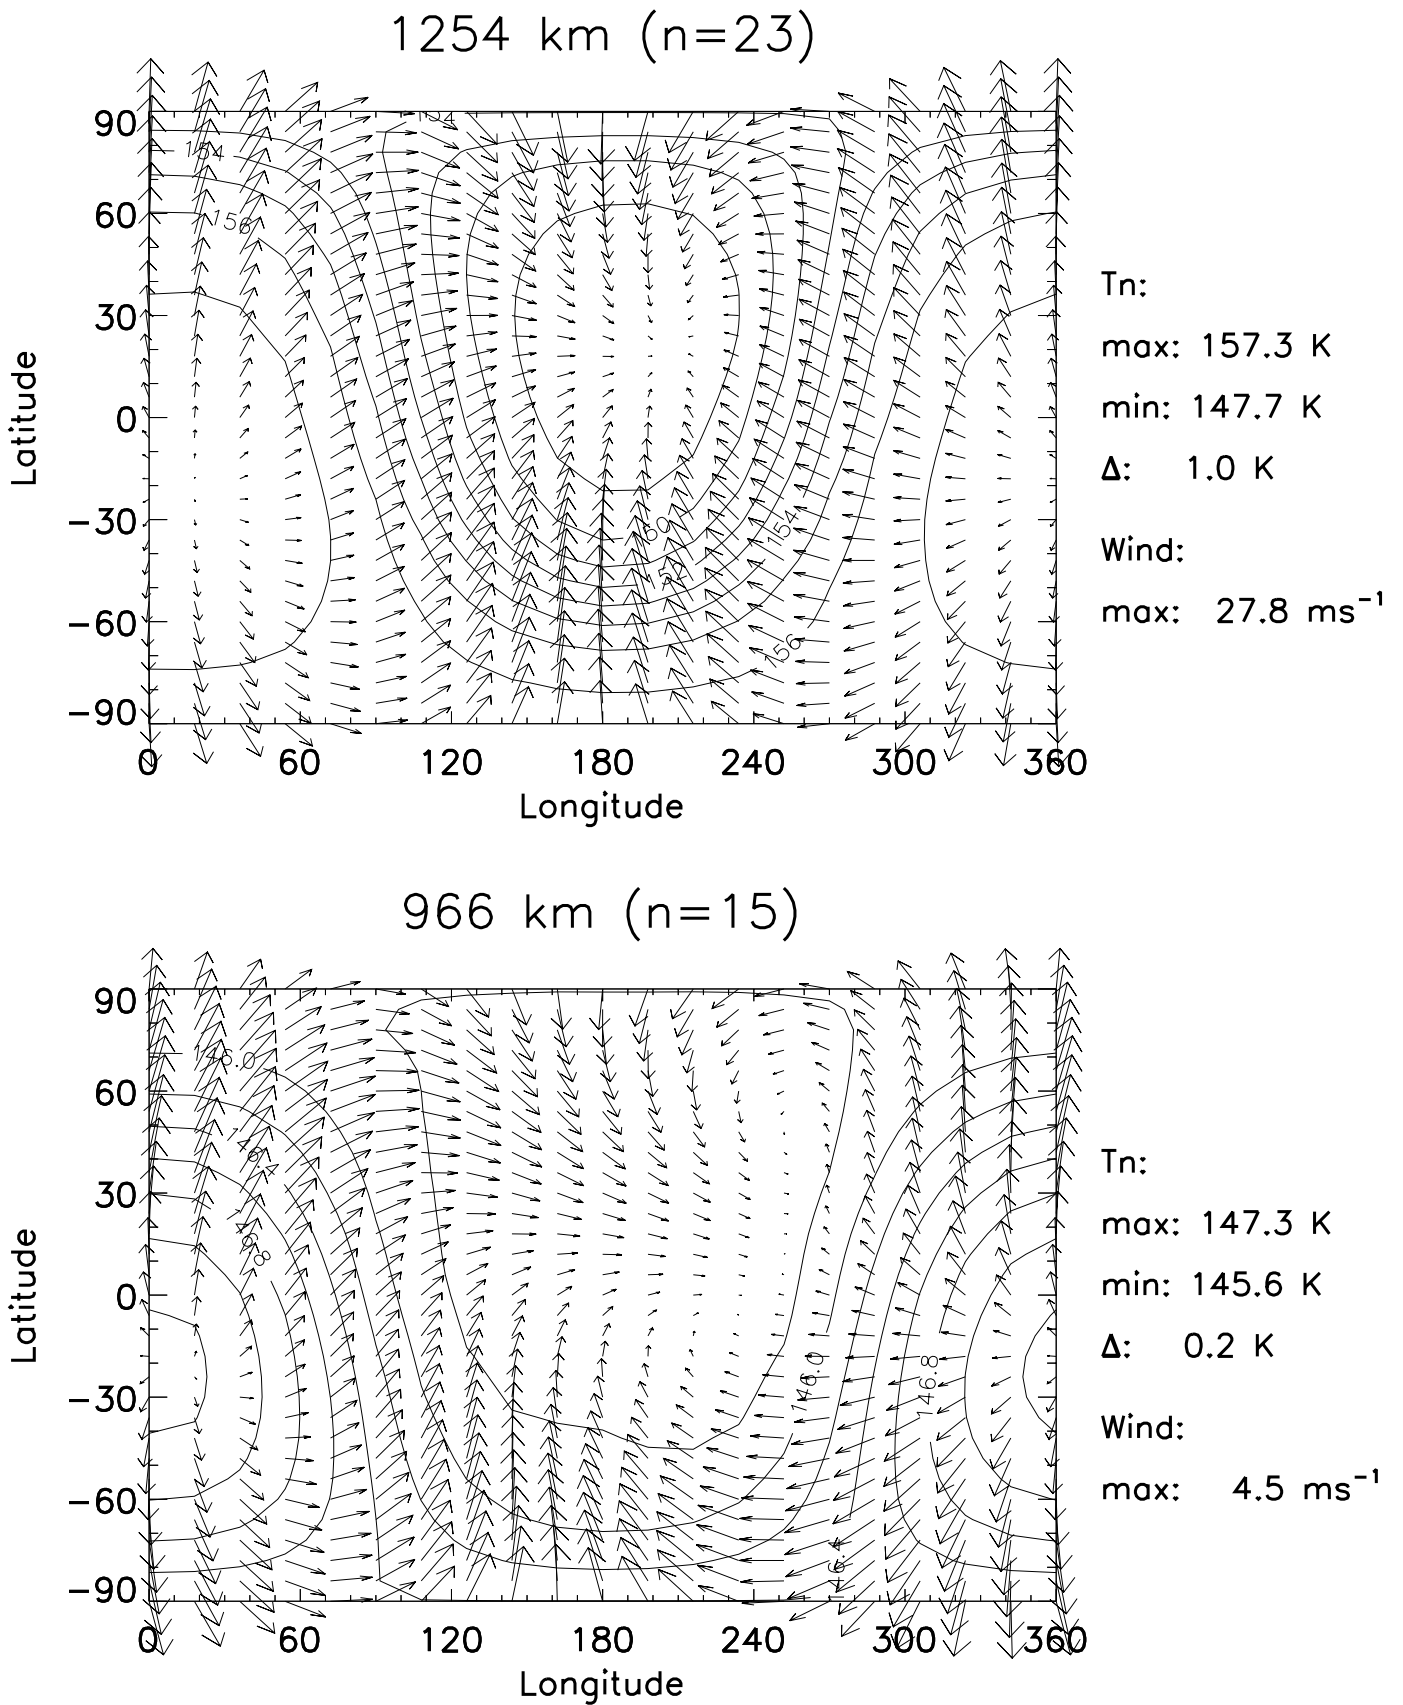 1254 km (n=23)
90
60
30
0
−30
−60
−90
Latitude
0 60 120 180 240 300 360
Longitude
154
156
154
156
Tn:
max: 157.3 K
min: 147.7 K
Δ: 1.0 K
Wind:
max: 27.8 ms⁻¹
966 km (n=15)
90
60
30
0
−30
−60
−90
Latitude
0 60 120 180 240 300 360
Longitude
146.0
146.4
146.8
146.0
146.8
146.4
Tn:
max: 147.3 K
min: 145.6 K
Δ: 0.2 K
Wind:
max: 4.5 ms⁻¹